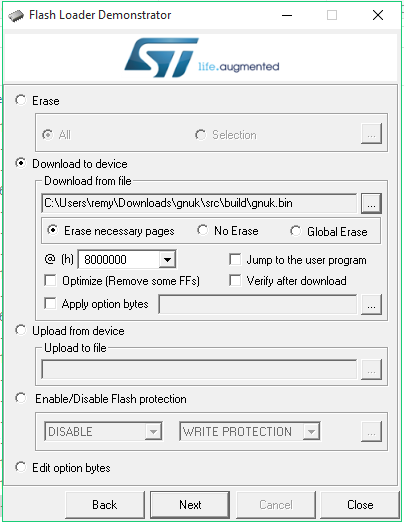 Flash Loader Demonstrator
ST life.augmented
Erase
All Selection ...
Download to device
Download from file
C:\Users\remy\Downloads\gnuk\src\build\gnuk.bin ...
Erase necessary pages No Erase Global Erase
@ (h) 8000000 Jump to the user program
Optimize (Remove some FFs) Verify after download
Apply option bytes ...
Upload from device
Upload to file
...
Enable/Disable Flash protection
DISABLE WRITE PROTECTION ...
Edit option bytes
Back Next Cancel Close